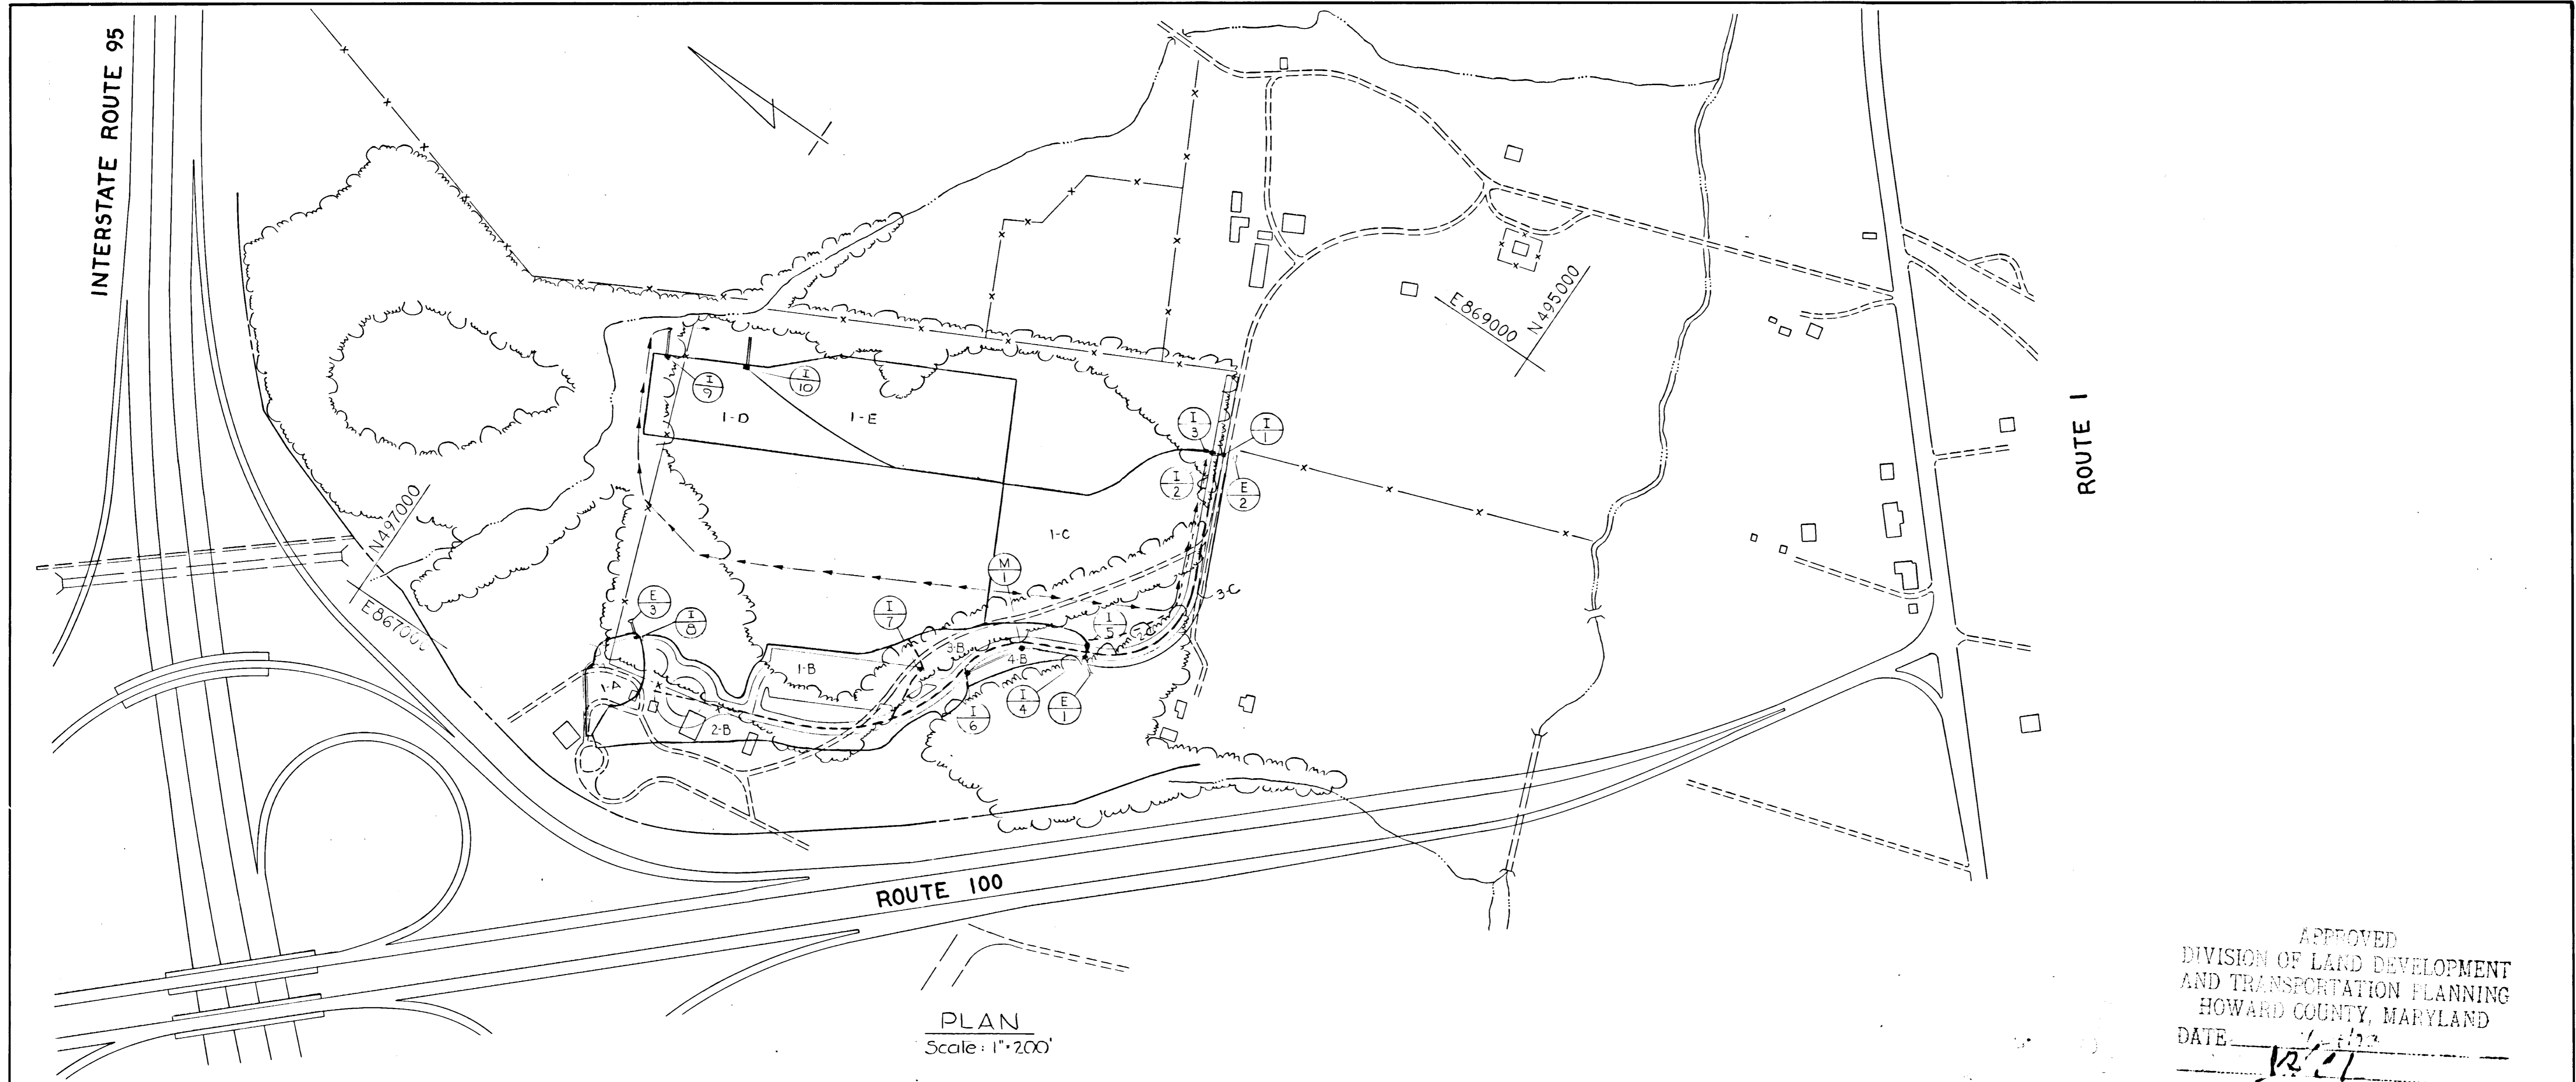 INTERSTATE ROUTE 95
E869000
N495000
I
9
I
10
1-D
1-E
I
3
I
1
I
2
E
2
ROUTE 1
N497000
1-C
M
1
E
3
I
8
I
7
I
5
3-C
E867000
3-B
4-B
1-B
1-A
2-B
I
6
I
4
E
1
ROUTE 100
PLAN
Scale: 1"=200'
APPROVED
DIVISION OF LAND DEVELOPMENT
AND TRANSPORTATION PLANNING
HOWARD COUNTY, MARYLAND
DATE